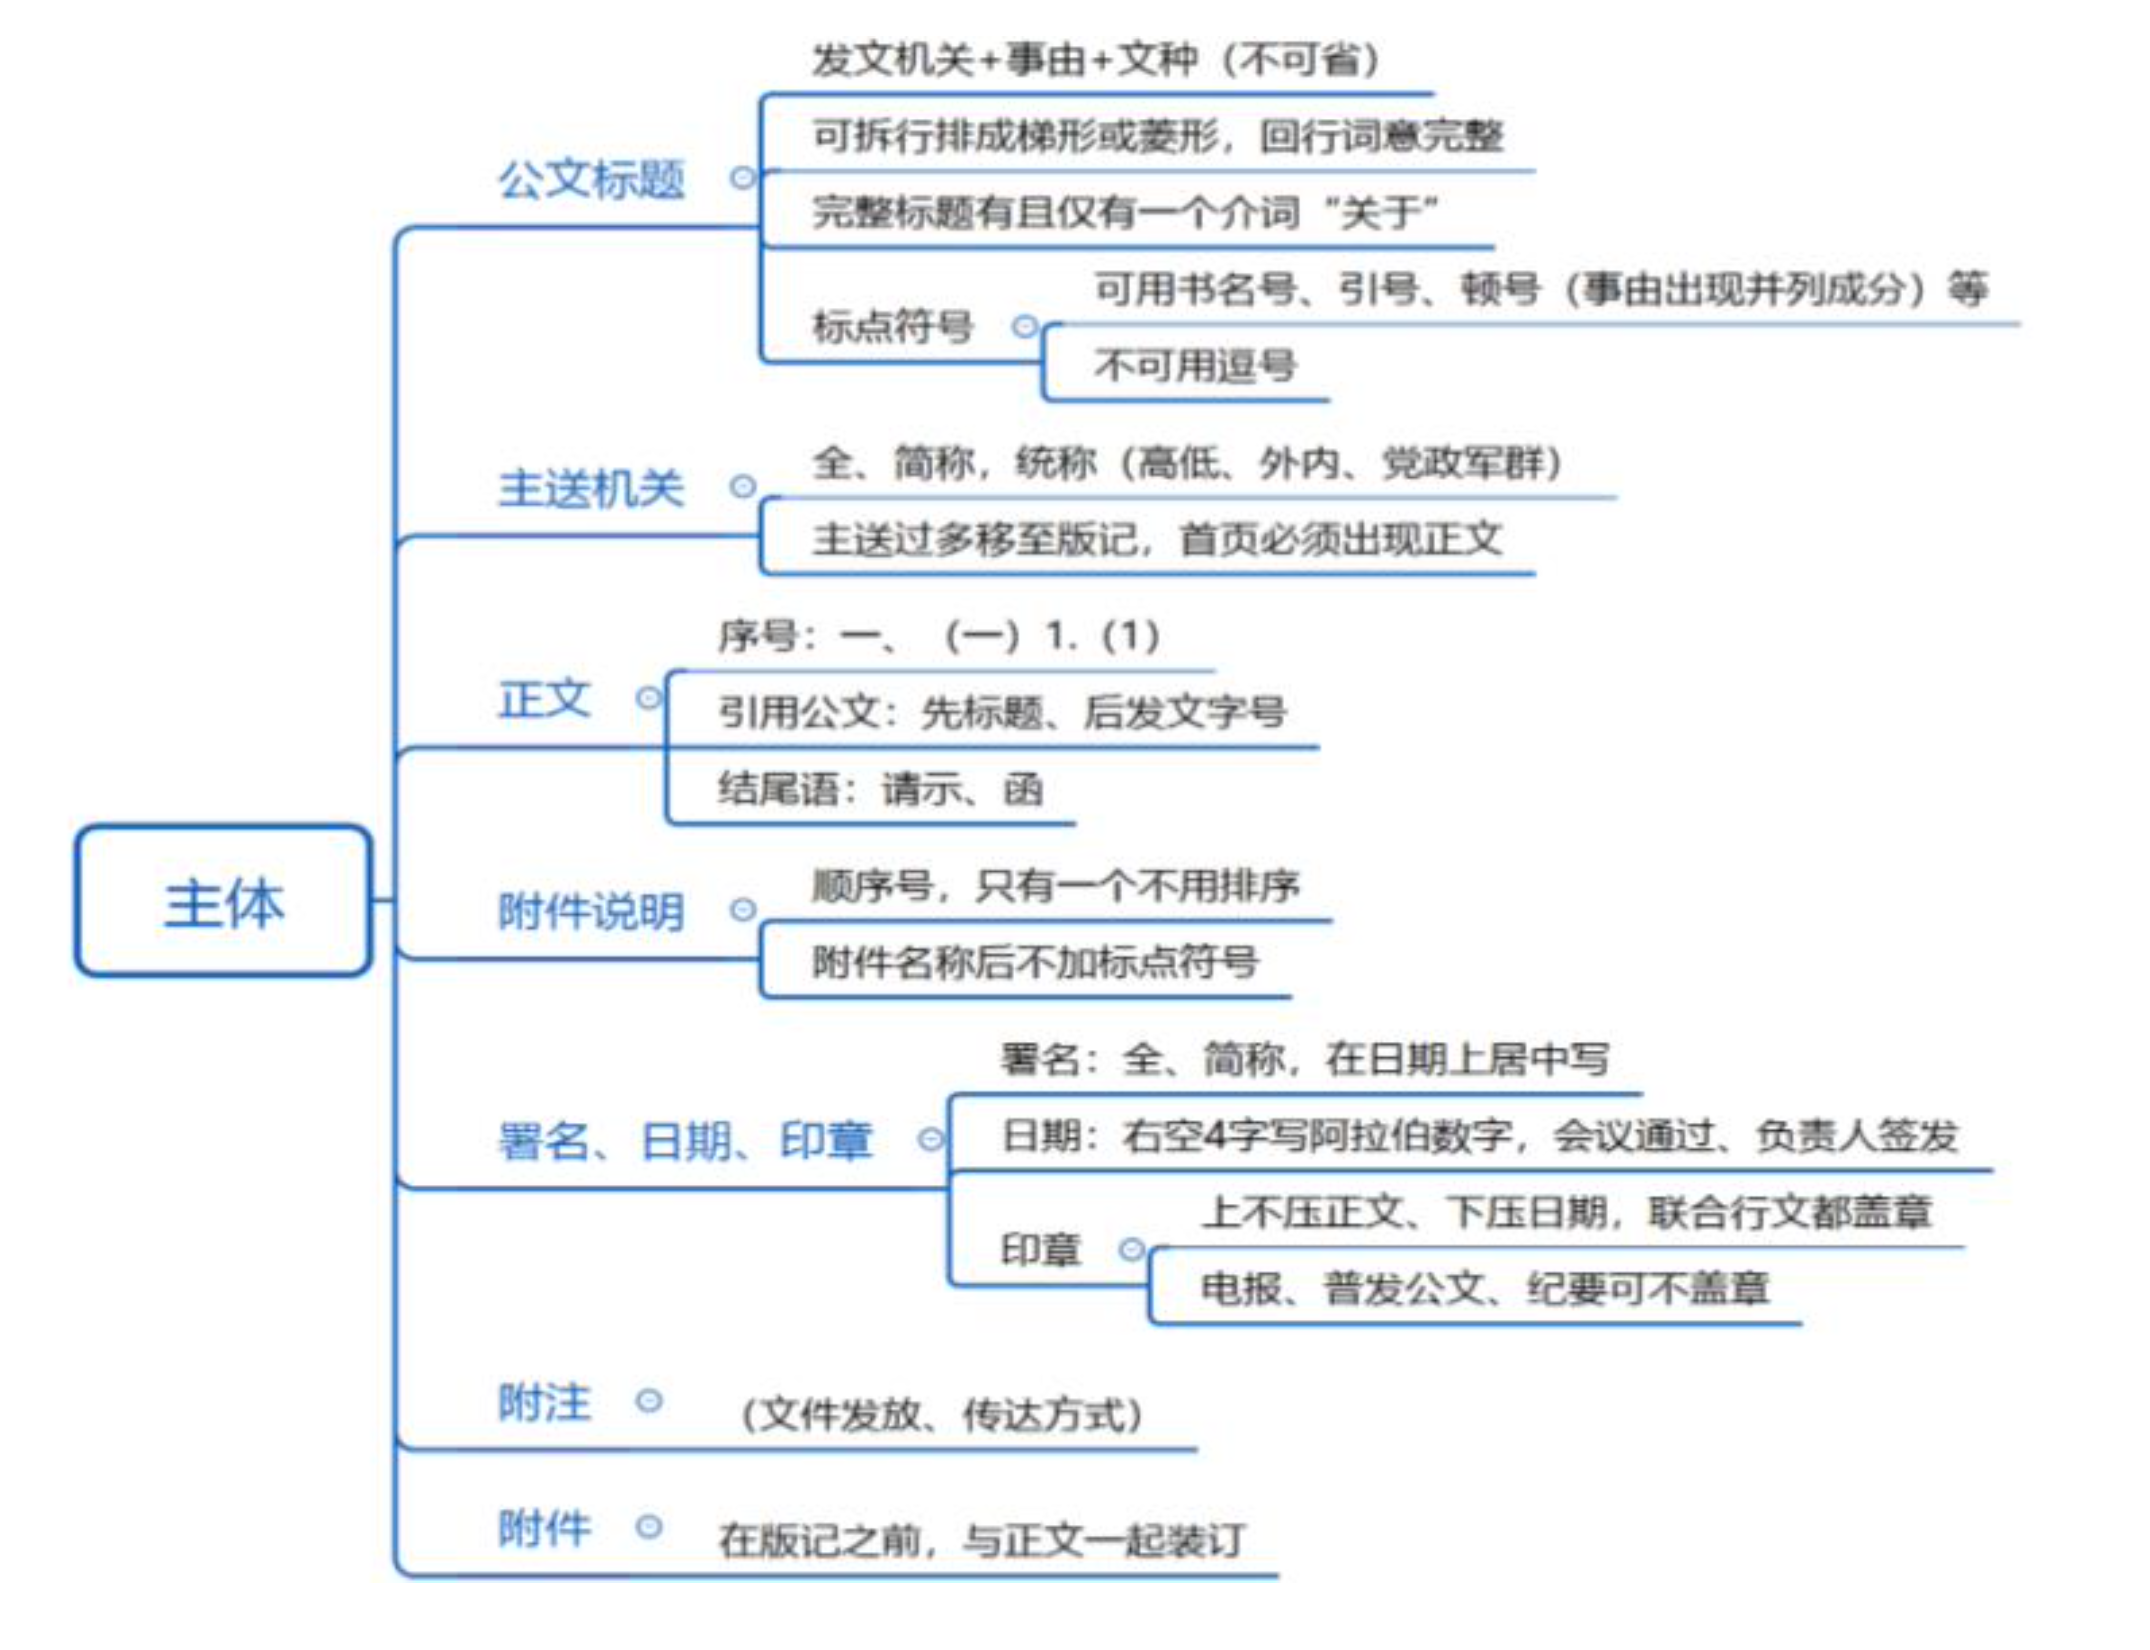 主体
公文标题
发文机关+事由+文种（不可省）
可拆行排成梯形或菱形，回行词意完整
完整标题有且仅有一个介词“关于”
标点符号
可用书名号、引号、顿号（事由出现并列成分）等
不可用逗号
主送机关
全、简称，统称（高低、外内、党政军群）
主送过多移至版记，首页必须出现正文
正文
序号：一、（一）1.（1）
引用公文：先标题、后发文字号
结尾语：请示、函
附件说明
顺序号，只有一个不用排序
附件名称后不加标点符号
署名、日期、印章
署名：全、简称，在日期上居中写
日期：右空4字写阿拉伯数字，会议通过、负责人签发
印章
上不压正文、下压日期，联合行文都盖章
电报、普发公文、纪要可不盖章
附注
（文件发放、传达方式）
附件
在版记之前，与正文一起装订